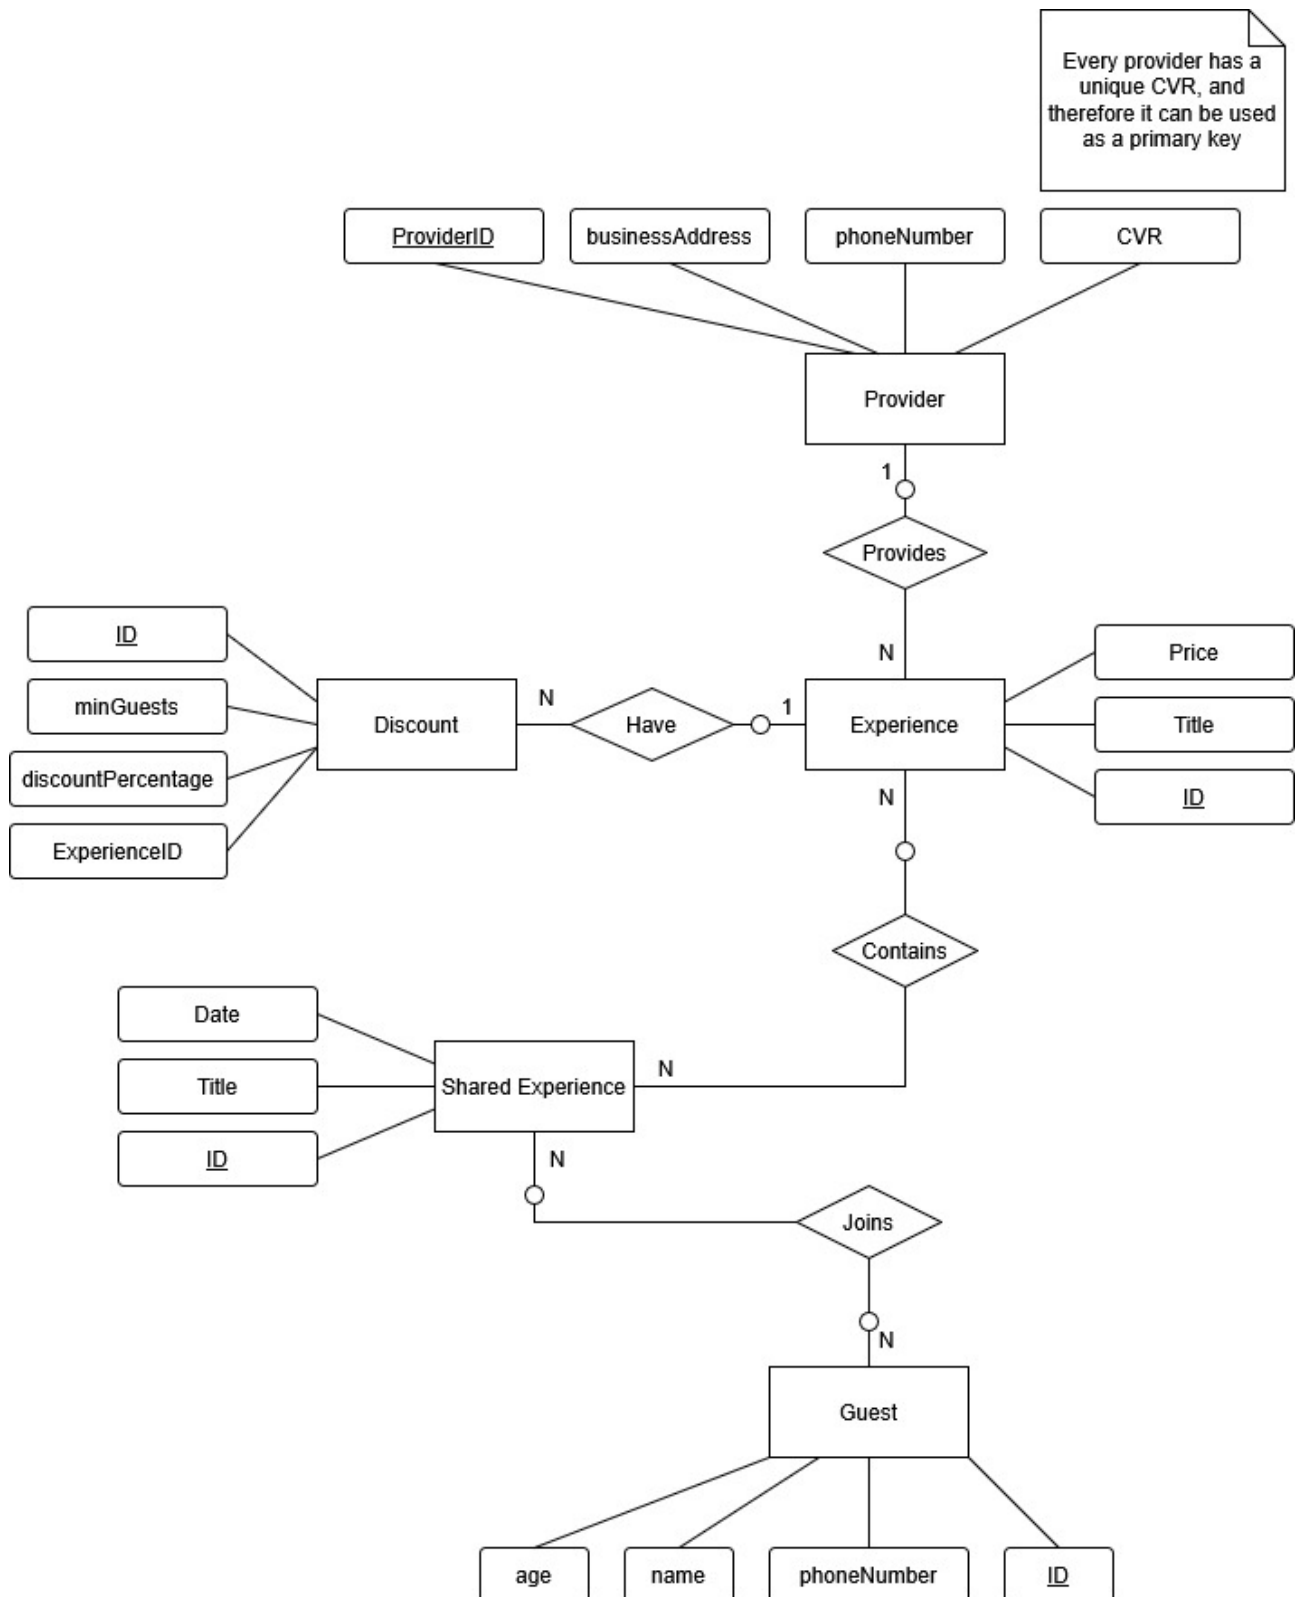 Every provider has a
unique CVR, and
therefore it can be used
as a primary key
ProviderID
businessAddress
phoneNumber
CVR
Provider
1
Provides
N
ID
minGuests
discountPercentage
ExperienceID
Discount
N
Have
1
Experience
Price
Title
ID
N
Contains
Date
Title
ID
Shared Experience
N
N
Joins
N
Guest
age
name
phoneNumber
ID